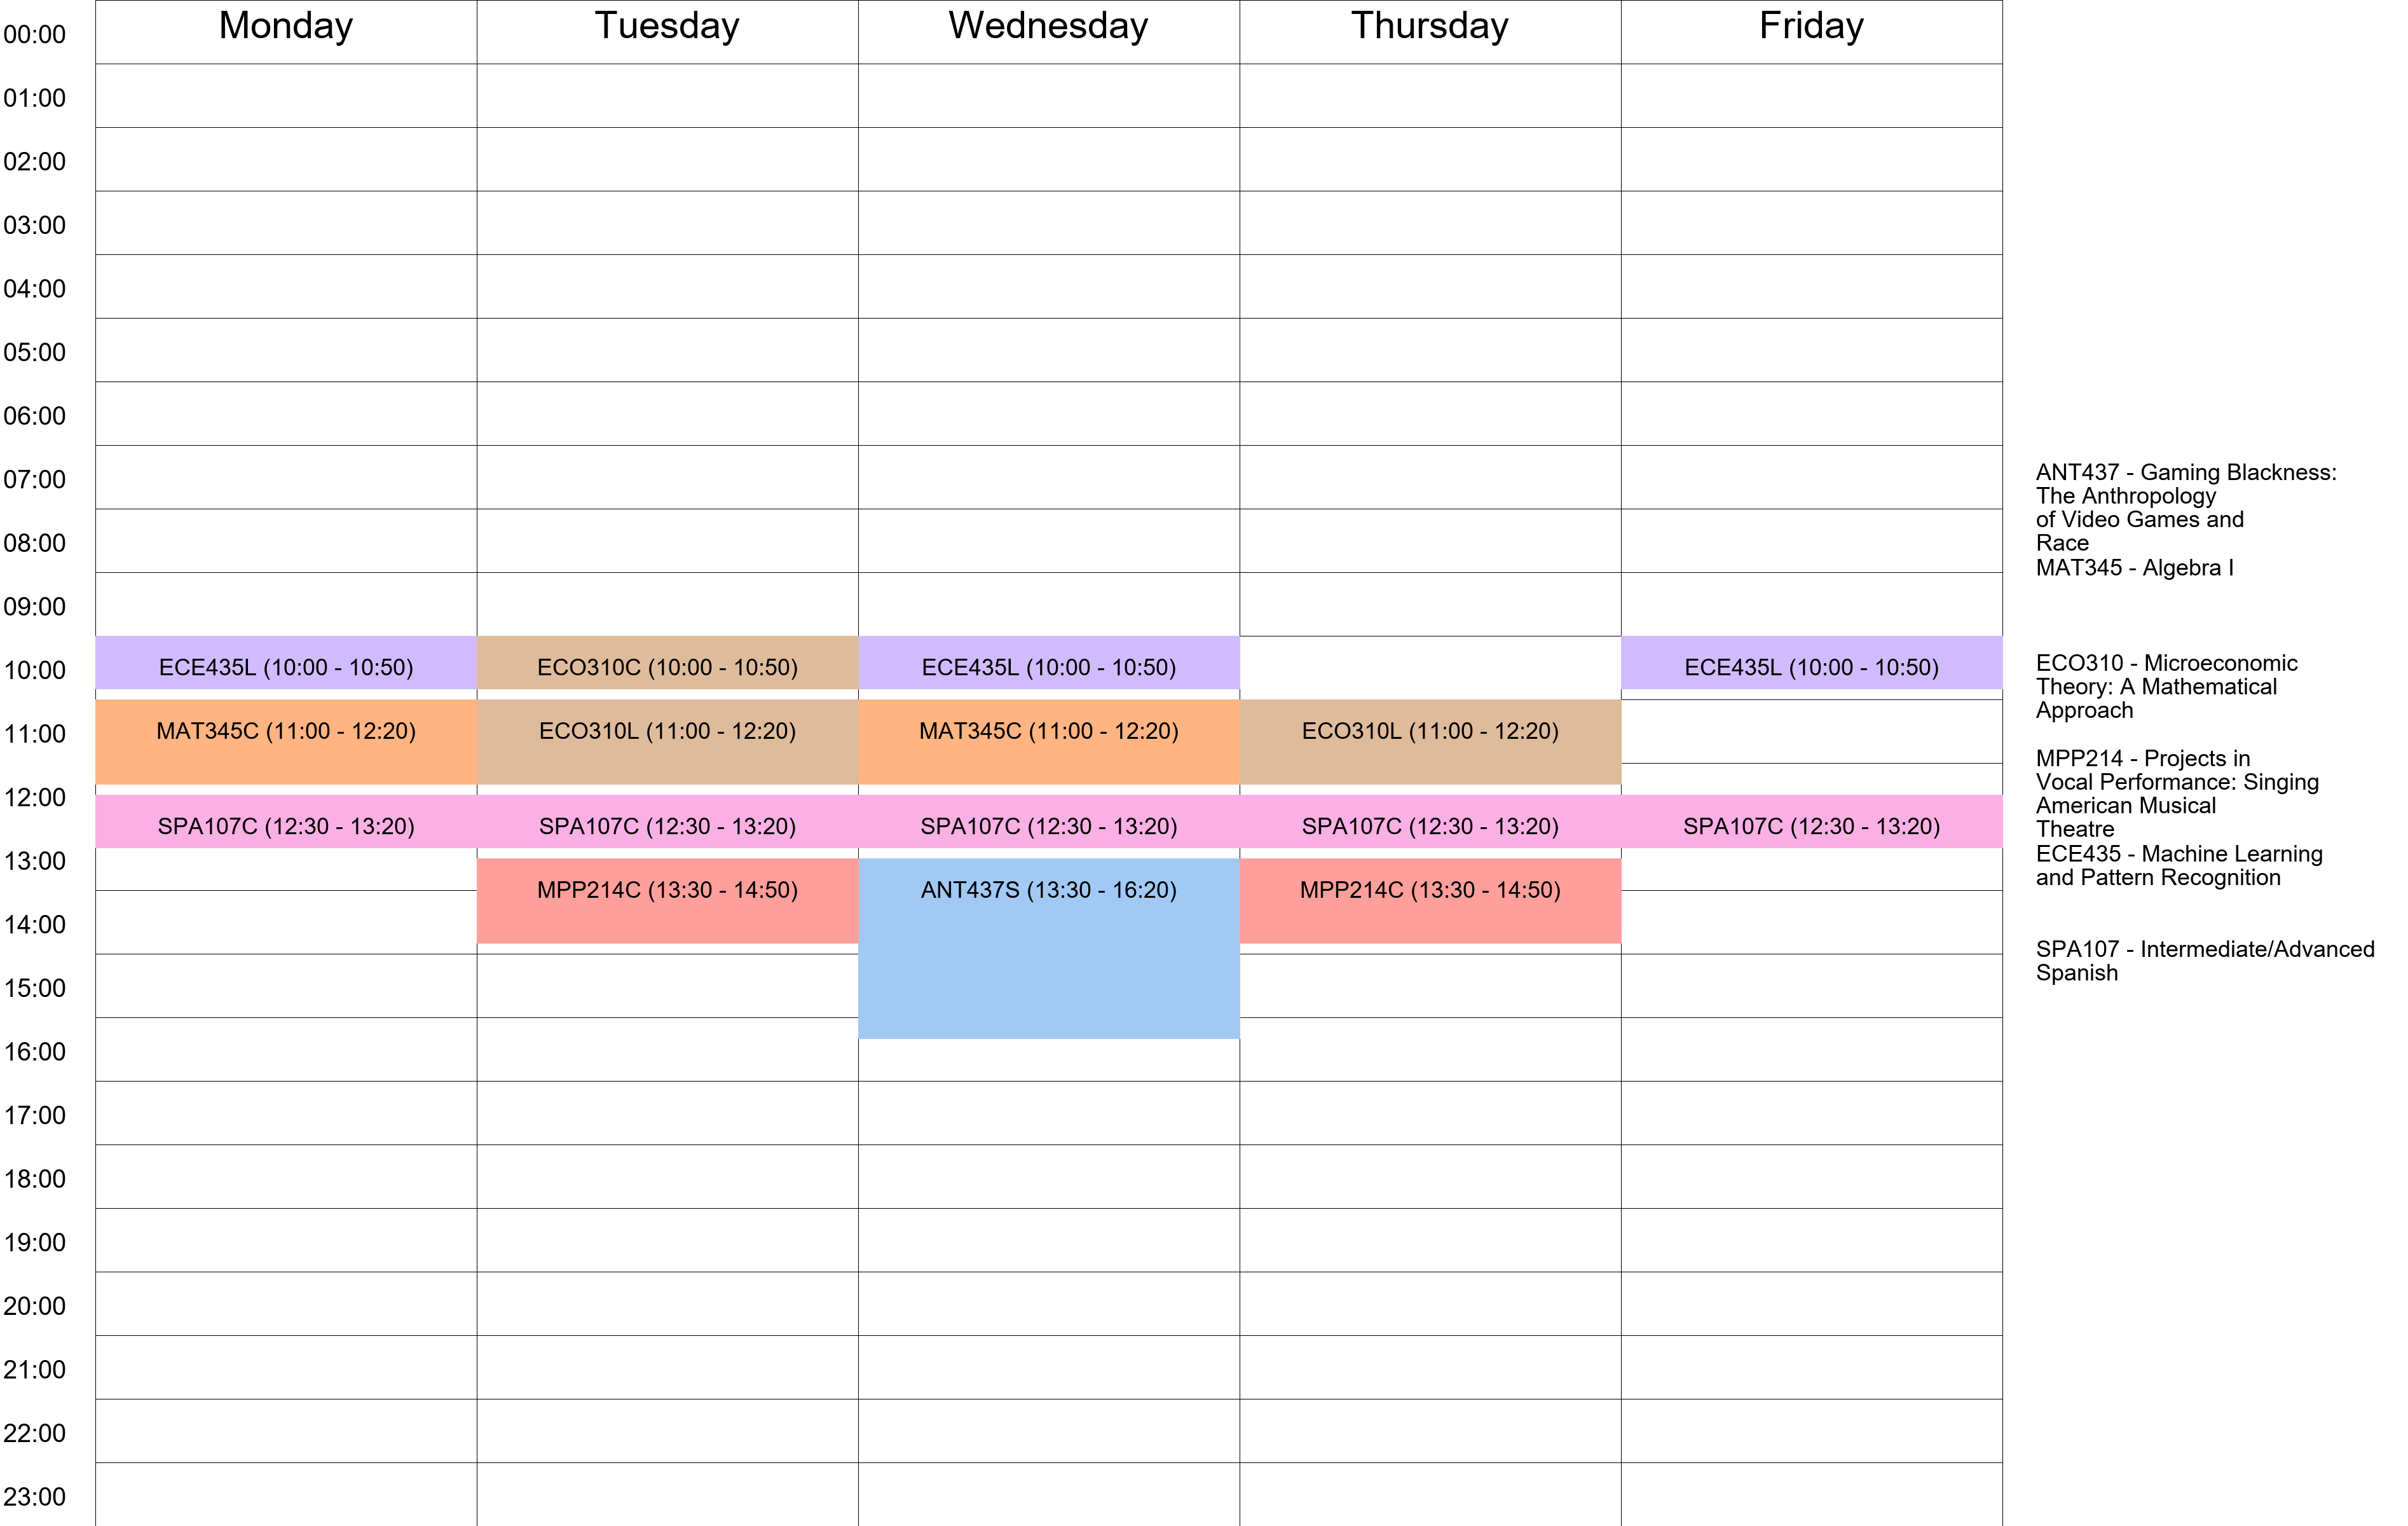 Monday Tuesday Wednesday Thursday Friday
00:00
01:00
02:00
03:00
04:00
05:00
06:00
07:00
08:00
09:00
10:00 ECE435L (10:00 - 10:50) ECO310C (10:00 - 10:50) ECE435L (10:00 - 10:50) ECE435L (10:00 - 10:50)
11:00 MAT345C (11:00 - 12:20) ECO310L (11:00 - 12:20) MAT345C (11:00 - 12:20) ECO310L (11:00 - 12:20)
12:00
SPA107C (12:30 - 13:20) SPA107C (12:30 - 13:20) SPA107C (12:30 - 13:20) SPA107C (12:30 - 13:20) SPA107C (12:30 - 13:20)
13:00
MPP214C (13:30 - 14:50) ANT437S (13:30 - 16:20) MPP214C (13:30 - 14:50)
14:00
15:00
16:00
17:00
18:00
19:00
20:00
21:00
22:00
23:00
ANT437 - Gaming Blackness:
The Anthropology
of Video Games and
Race
MAT345 - Algebra I
ECO310 - Microeconomic
Theory: A Mathematical
Approach
MPP214 - Projects in
Vocal Performance: Singing
American Musical
Theatre
ECE435 - Machine Learning
and Pattern Recognition
SPA107 - Intermediate/Advanced
Spanish